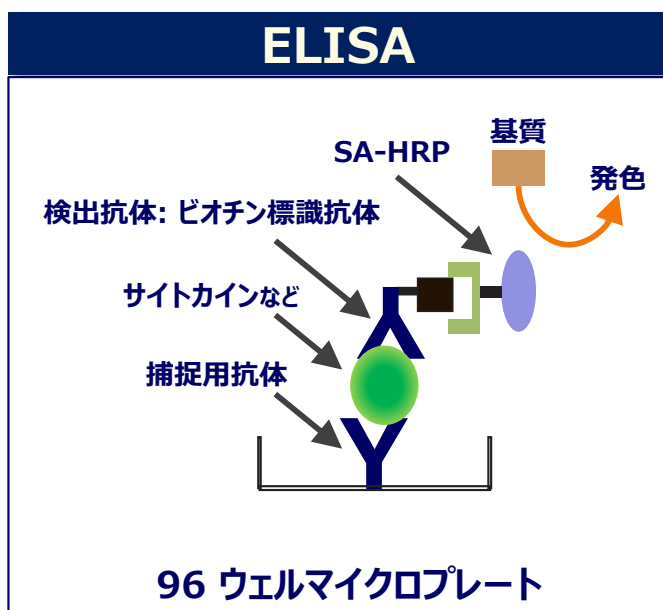 ELISA
基質
SA-HRP
発色
検出抗体: ビオチン標識抗体
サイトカインなど
捕捉用抗体
96 ウェルマイクロプレート